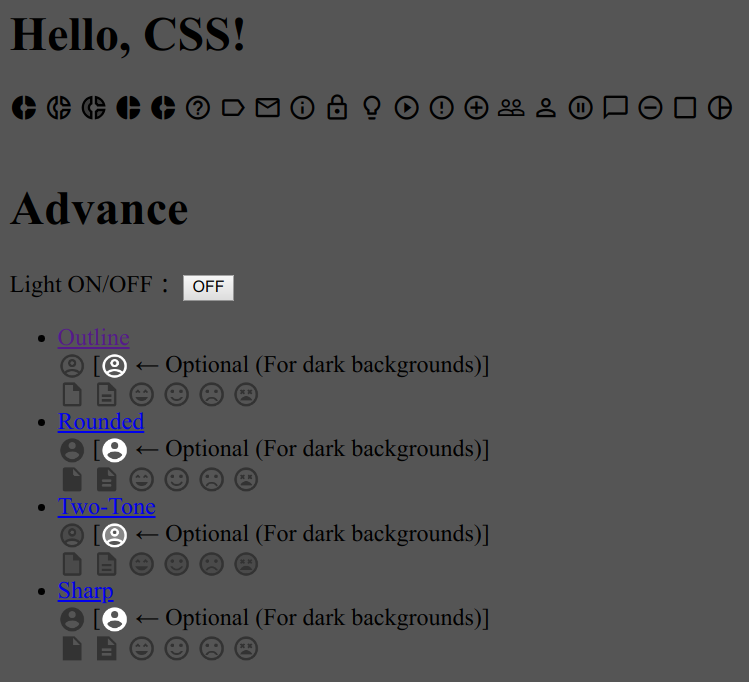 Hello, CSS!
Advance
Light ON/OFF : OFF
Outline
[ ← Optional (For dark backgrounds)]
Rounded
[ ← Optional (For dark backgrounds)]
Two-Tone
[ ← Optional (For dark backgrounds)]
Sharp
[ ← Optional (For dark backgrounds)]